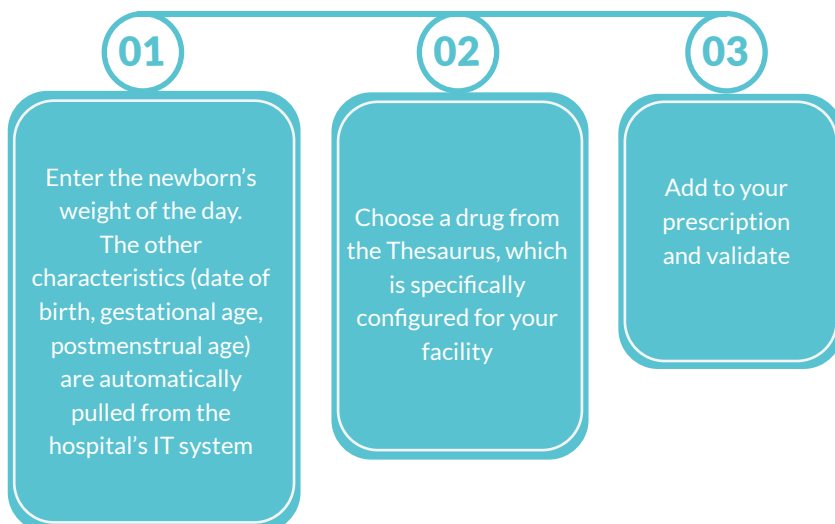 01
Enter the newborn’s
weight of the day.
The other
characteristics (date of
birth, gestational age,
postmenstrual age)
are automatically
pulled from the
hospital’s IT system
02
Choose a drug from
the Thesaurus, which
is specifically
configured for your
facility
03
Add to your
prescription
and validate